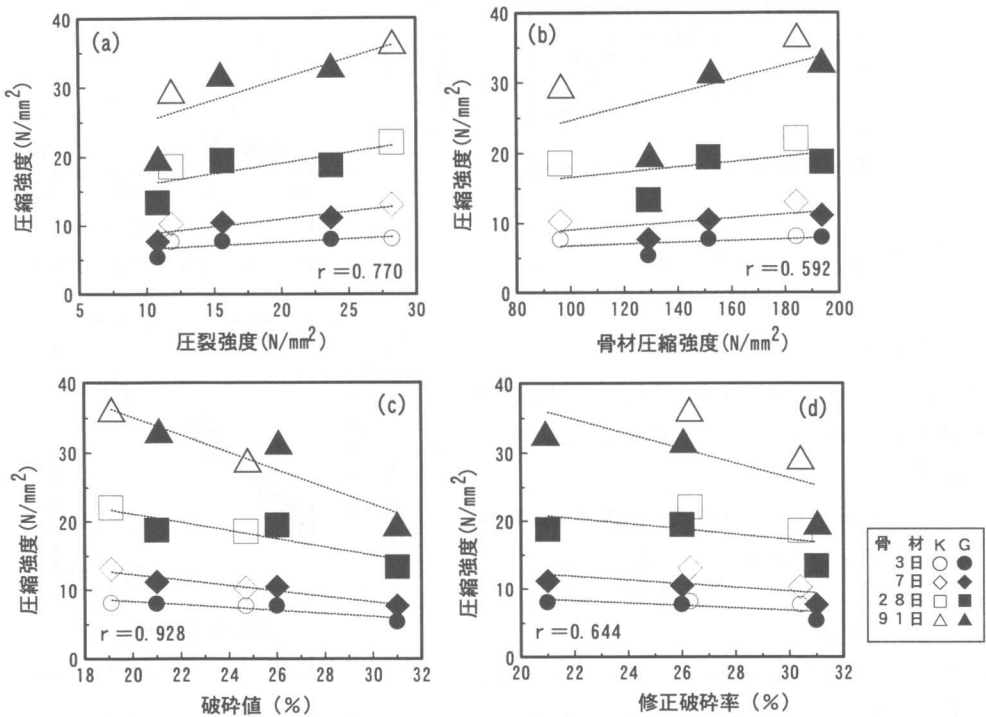 (a)
圧縮強度(N/mm²)
40
30
20
10
0
r＝0.770
5
10
15
20
25
30
圧裂強度(N/mm²)
(b)
圧縮強度(N/mm²)
40
30
20
10
0
r＝0.592
80
100
120
140
160
180
200
骨材圧縮強度(N/mm²)
(c)
圧縮強度(N/mm²)
40
30
20
10
0
r＝0.928
18
20
22
24
26
28
30
32
破砕値(%)
(d)
圧縮強度(N/mm²)
40
30
20
10
0
r＝0.644
20
22
24
26
28
30
32
修正破砕率(%)
骨 材 K G
3日
7日
28日
91日